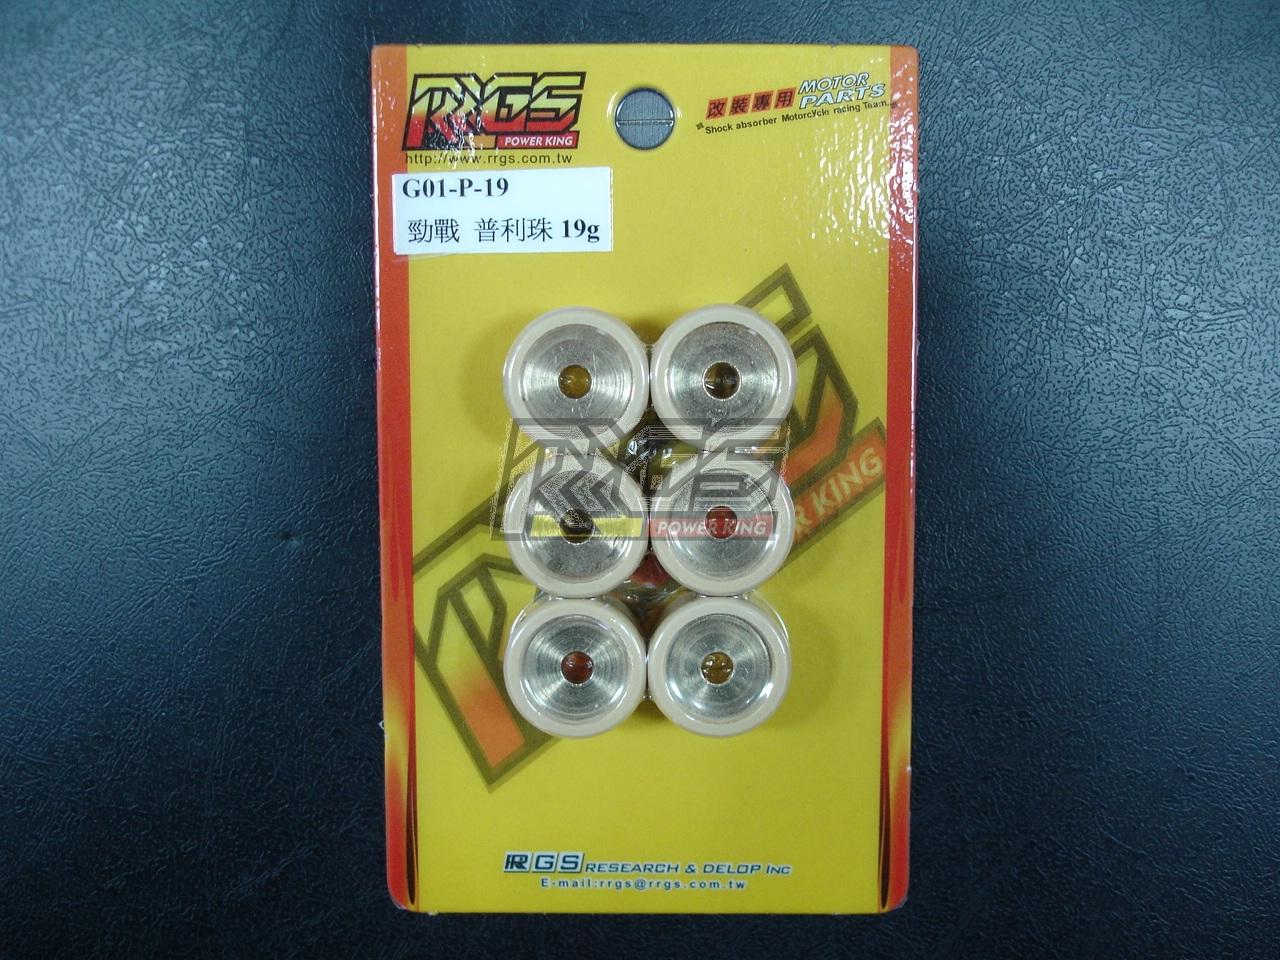 RRGS
POWER KING
http://www.rrgs.com.tw
改裝專用 MOTOR PARTS
Shock absorber Motorcycle racing Team...
G01-P-19
勁戰 普利珠 19g
RRGS
POWER KING
R KING
RRGS RESEARCH & DELOP INC
E-mail:rrgs@rrgs.com.tw